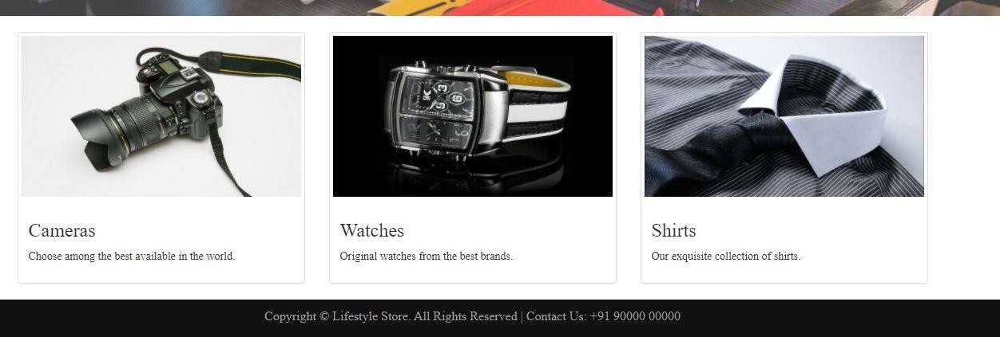 Cameras
Choose among the best available in the world.
Watches
Original watches from the best brands.
Shirts
Our exquisite collection of shirts.
Copyright © Lifestyle Store. All Rights Reserved | Contact Us: +91 90000 00000